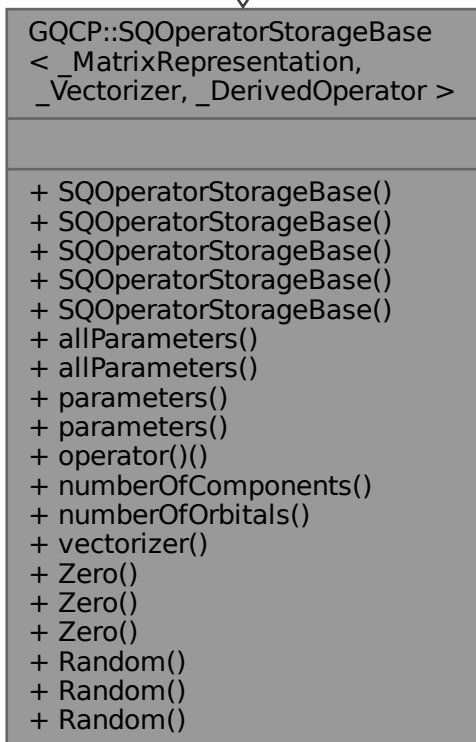 GQCP::SQOperatorStorageBase
< _MatrixRepresentation,
_Vectorizer, _DerivedOperator >
+ SQOperatorStorageBase()
+ SQOperatorStorageBase()
+ SQOperatorStorageBase()
+ SQOperatorStorageBase()
+ SQOperatorStorageBase()
+ allParameters()
+ allParameters()
+ parameters()
+ parameters()
+ operator()()
+ numberOfComponents()
+ numberOfOrbitals()
+ vectorizer()
+ Zero()
+ Zero()
+ Zero()
+ Random()
+ Random()
+ Random()